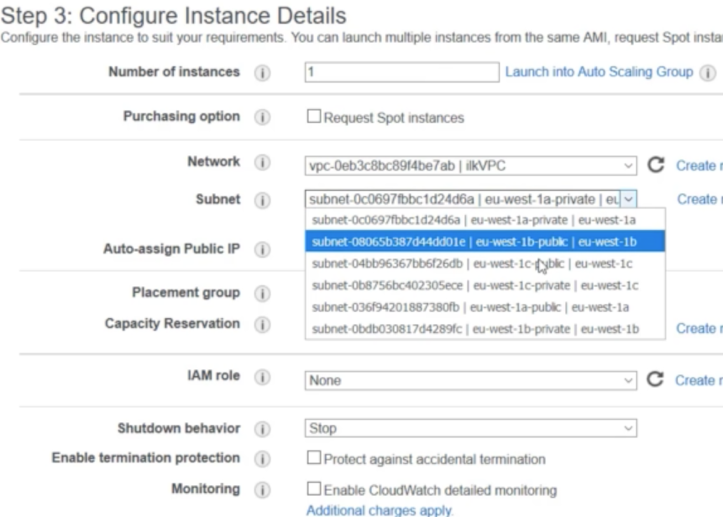 Step 3: Configure Instance Details
Configure the instance to suit your requirements. You can launch multiple instances from the same AMI, request Spot insta
Number of instances i 1 Launch into Auto Scaling Group i
Purchasing option i Request Spot instances
Network i vpc-0eb3c8bc89f4be7ab | ilkVPC Create n
Subnet i subnet-0c0697fbbc1d24d6a | eu-west-1a-private | eu Create n
subnet-0c0697fbbc1d24d6a | eu-west-1a-private | eu-west-1a
subnet-08065b387d44dd01e | eu-west-1b-public | eu-west-1b
Auto-assign Public IP i
subnet-04bb96367bb6f26db | eu-west-1c-public | eu-west-1c
subnet-0b8756bc402305ece | eu-west-1c-private | eu-west-1c
Placement group i
subnet-036f94201887380fb | eu-west-1a-public | eu-west-1a
Capacity Reservation i
subnet-0bdb030817d4289fc | eu-west-1b-private | eu-west-1b Create n
IAM role i None Create n
Shutdown behavior i Stop
Enable termination protection i Protect against accidental termination
Monitoring i Enable CloudWatch detailed monitoring
Additional charges apply.